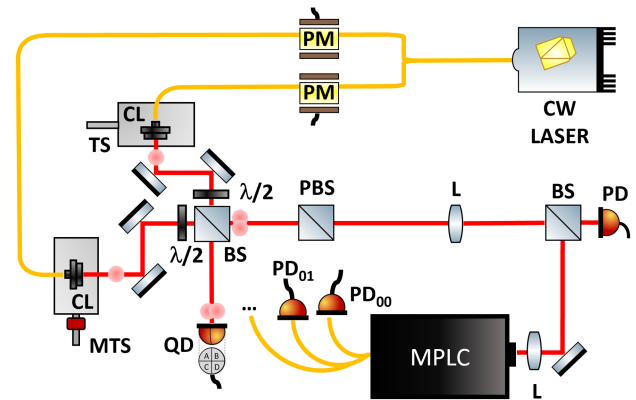 PM
PM
CW
LASER
CL
TS
λ/2
PBS
L
BS
PD
λ/2
BS
CL
MTS
QD
A B
C D
...
PD01
PD00
MPLC
L